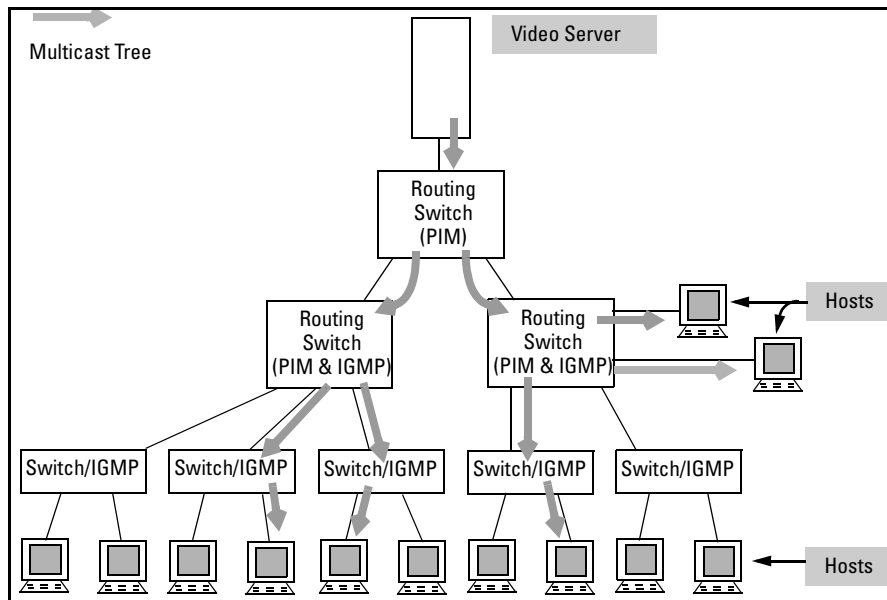 Video Server
Multicast Tree
Routing
Switch
(PIM)
Hosts
Routing
Switch
(PIM & IGMP)
Routing
Switch
(PIM & IGMP)
Switch/IGMP
Switch/IGMP
Switch/IGMP
Switch/IGMP
Switch/IGMP
Hosts